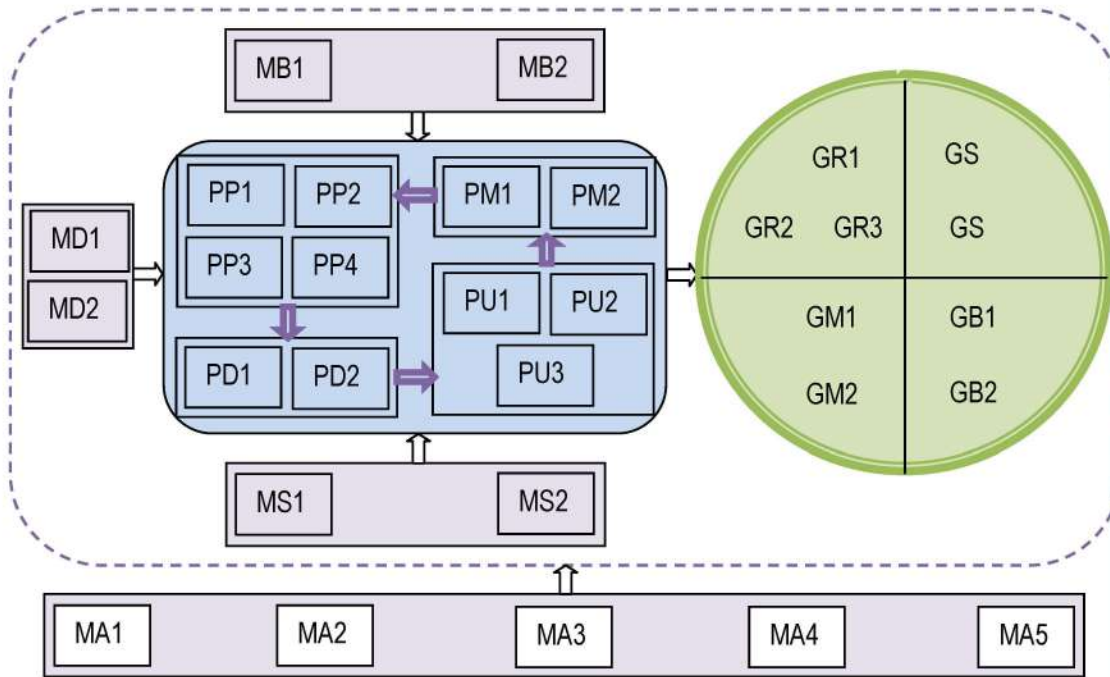 MB1 MB2
MD1
MD2
PP1 PP2
PP3 PP4
PM1 PM2
PD1 PD2
PU1 PU2
PU3
MS1 MS2
GR1
GR2 GR3
GS
GS
GM1
GM2
GB1
GB2
MA1 MA2 MA3 MA4 MA5